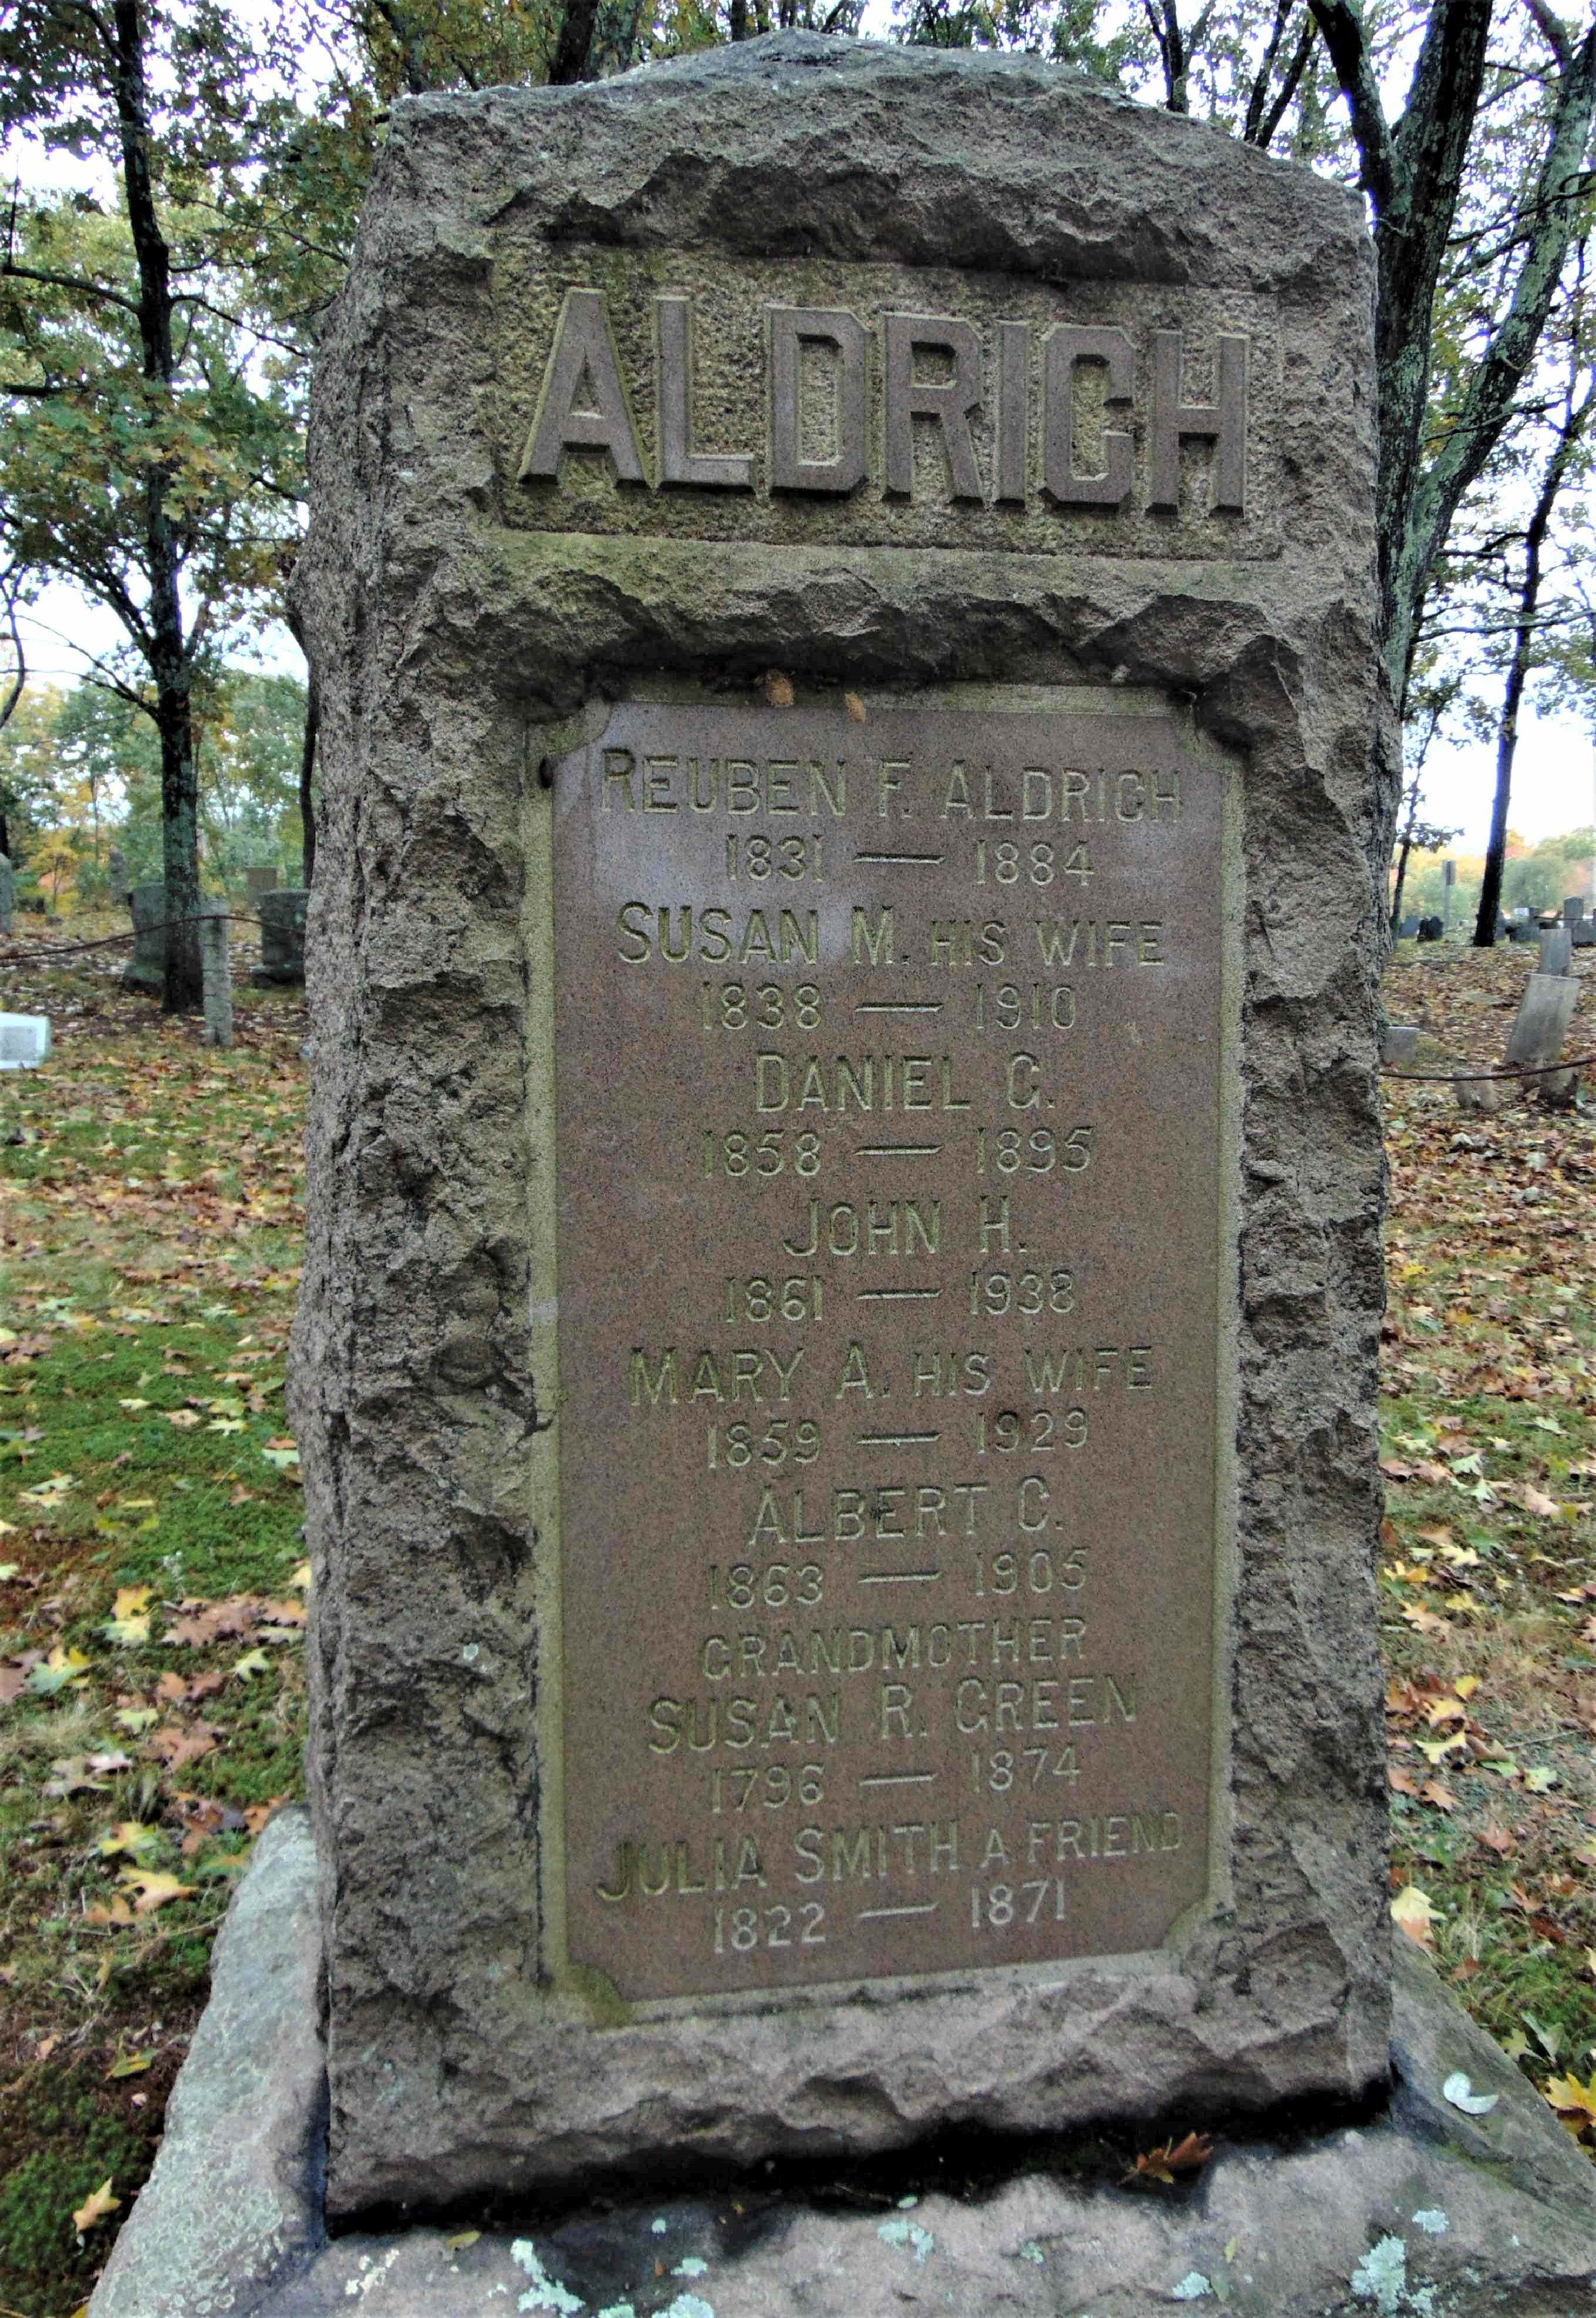 ALDRICH
REUBEN F. ALDRICH
1831 — 1884
SUSAN M. HIS WIFE
1838 — 1910
DANIEL G.
1858 — 1895
JOHN H.
1861 — 1938
MARY A. HIS WIFE
1859 — 1929
ALBERT C.
1863 — 1905
GRANDMOTHER
SUSAN R. GREEN
1796 — 1874
JULIA SMITH A FRIEND
1822 — 1871